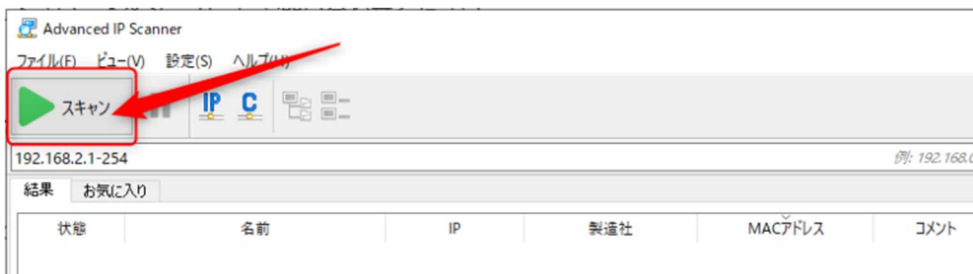 Advanced IP Scanner
ファイル(F) ビュー(V) 設定(S) ヘルプ(H)
スキャン IP C
192.168.2.1-254 例: 192.168.0
結果 お気に入り
状態 名前 IP 製造社 MACアドレス コメント